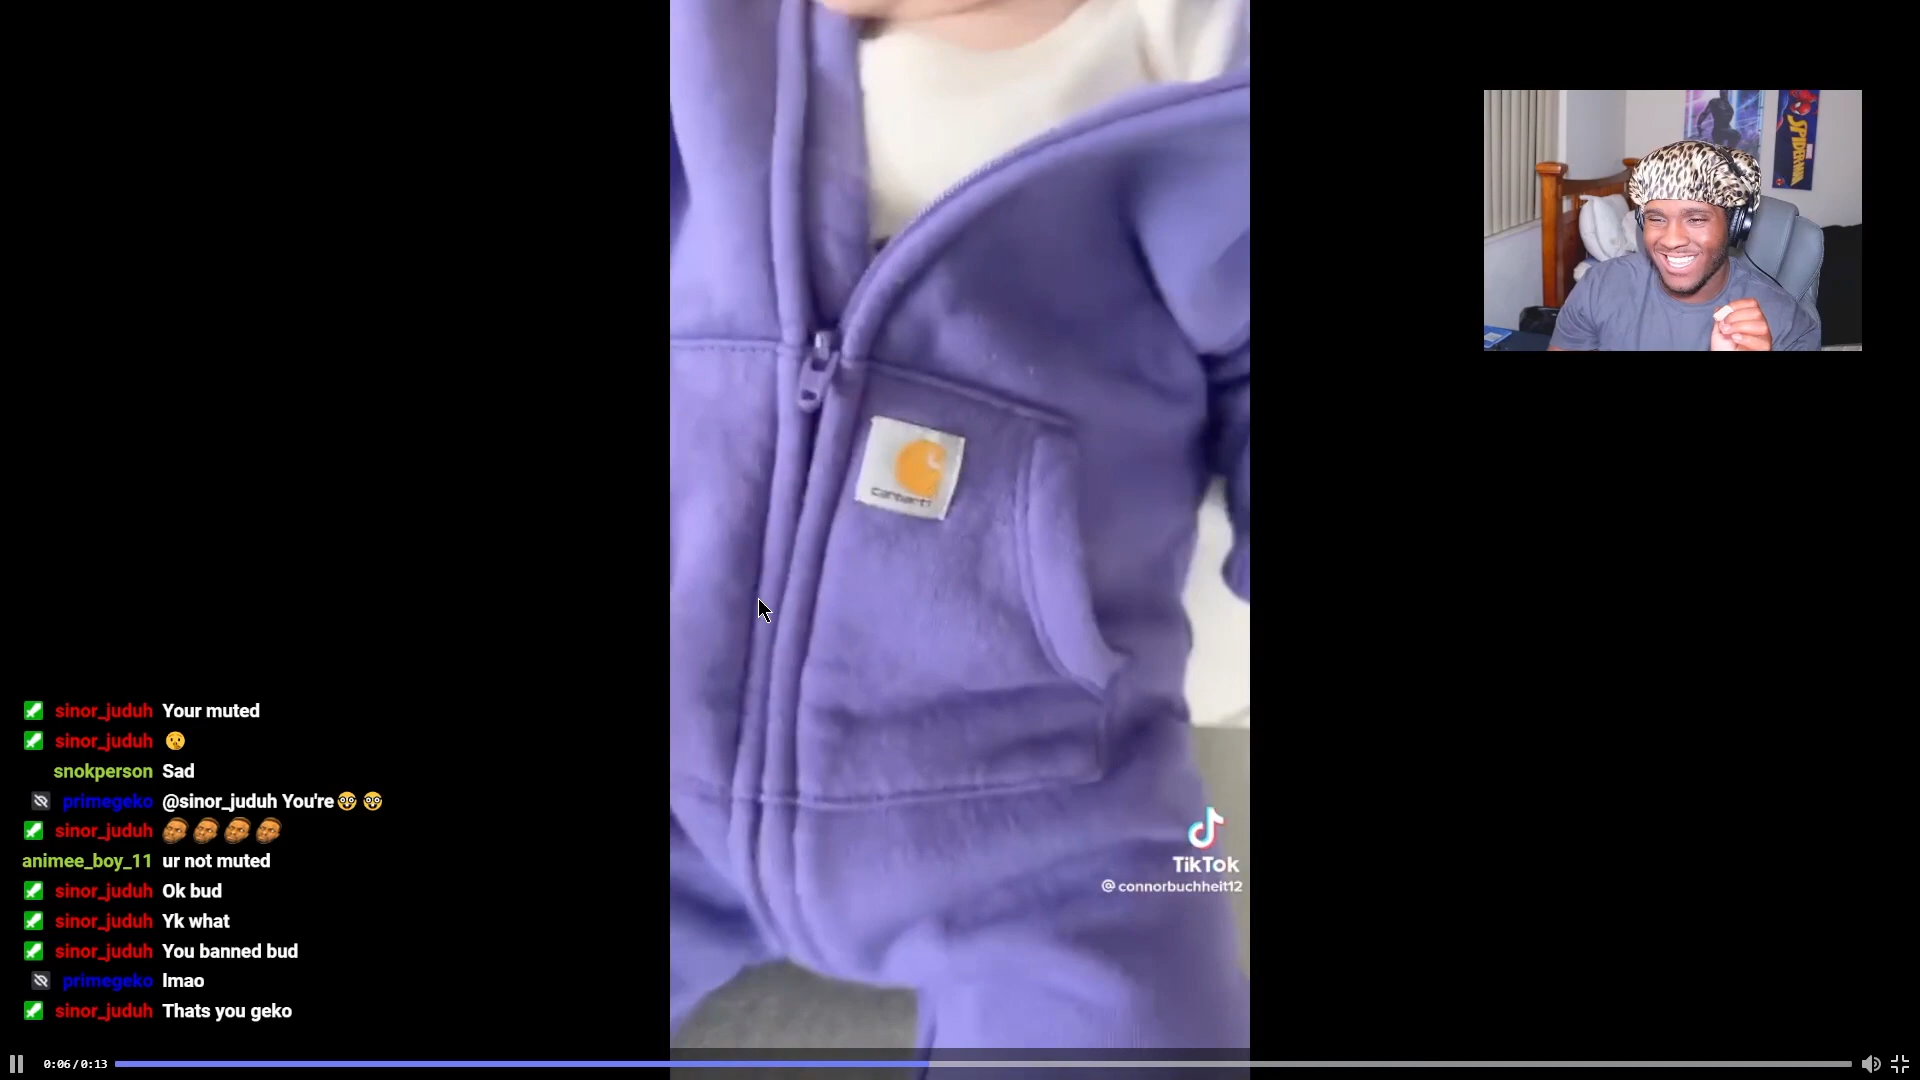 SPIDER-MAN
carhartt
TikTok
@connorbuchheit12
sinor_juduh Your muted
sinor_juduh 🤫
snokperson Sad
primegeko @sinor_juduh You're
sinor_juduh
animee_boy_11 ur not muted
sinor_juduh Ok bud
sinor_juduh Yk what
sinor_juduh You banned bud
primegeko lmao
sinor_juduh Thats you geko
0:06/0:13